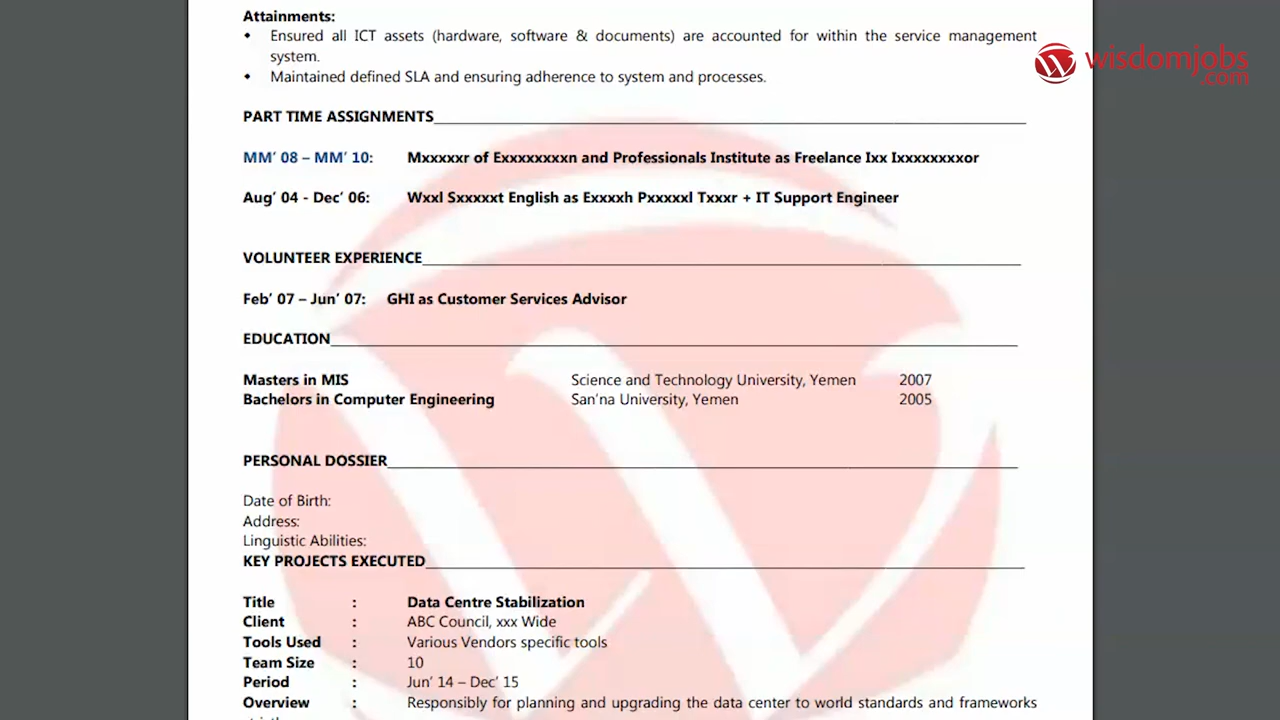 Attainments:
Ensured all ICT assets (hardware, software & documents) are accounted for within the service management
system.
Maintained defined SLA and ensuring adherence to system and processes.
wisdomjobs
.com
PART TIME ASSIGNMENTS
MM' 08 – MM' 10: Mxxxxxr of Exxxxxxxxn and Professionals Institute as Freelance Ixx Ixxxxxxxxor
Aug' 04 - Dec' 06: Wxxl Sxxxxxt English as Exxxxh Pxxxxxl Txxxr + IT Support Engineer
VOLUNTEER EXPERIENCE
Feb' 07 – Jun' 07: GHI as Customer Services Advisor
EDUCATION
Masters in MIS Science and Technology University, Yemen 2007
Bachelors in Computer Engineering San'na University, Yemen 2005
PERSONAL DOSSIER
Date of Birth:
Address:
Linguistic Abilities:
KEY PROJECTS EXECUTED
Title : Data Centre Stabilization
Client : ABC Council, xxx Wide
Tools Used : Various Vendors specific tools
Team Size : 10
Period : Jun' 14 – Dec' 15
Overview : Responsibly for planning and upgrading the data center to world standards and frameworks